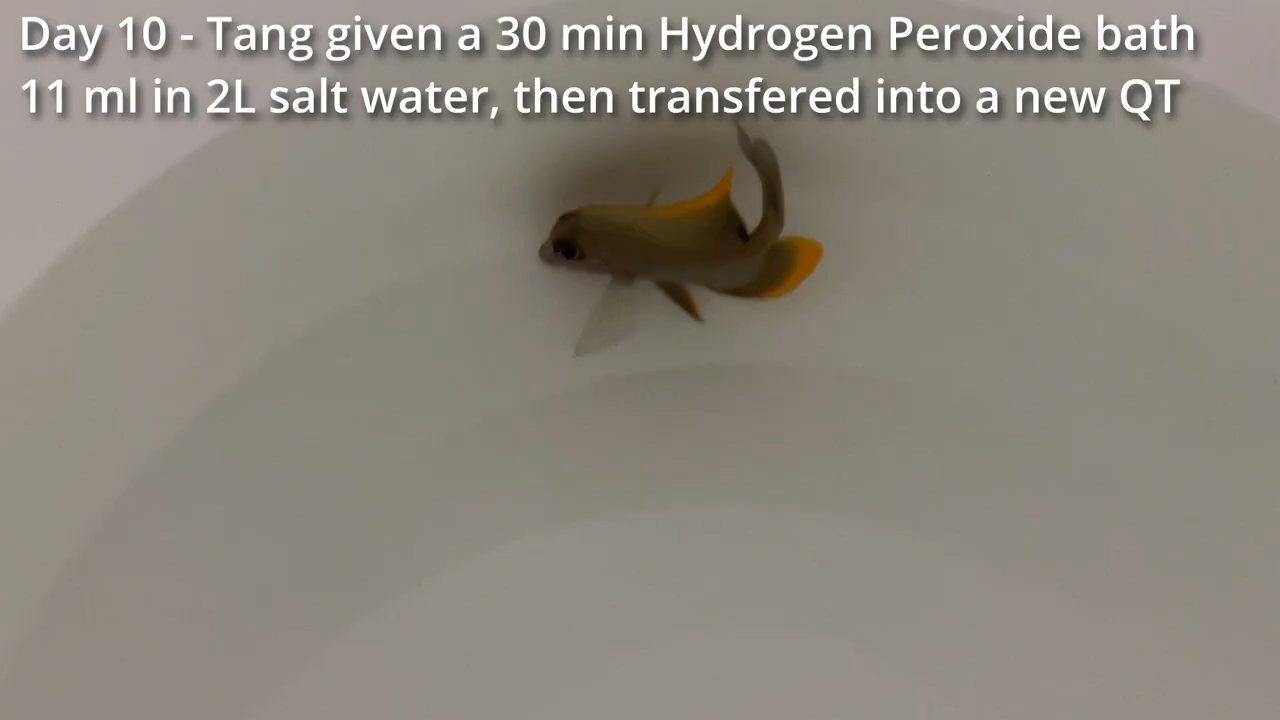 Day 10 - Tang given a 30 min Hydrogen Peroxide bath
11 ml in 2L salt water, then transfered into a new QT